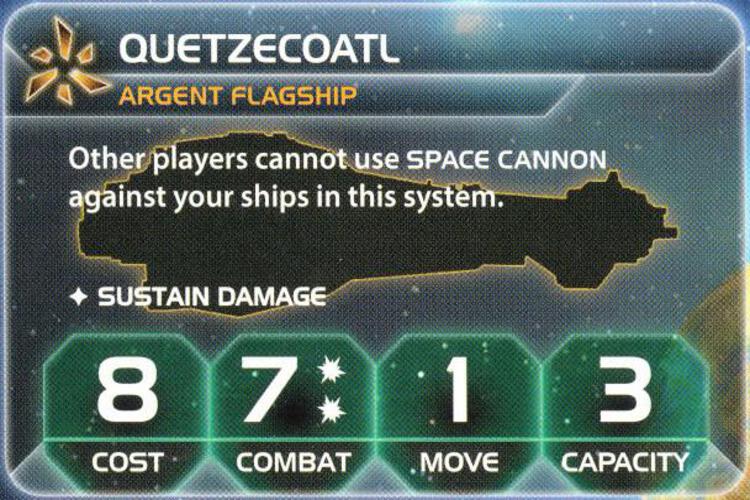 QUETZECOATL
ARGENT FLAGSHIP
Other players cannot use SPACE CANNON
against your ships in this system.
✦ SUSTAIN DAMAGE
8 7 1 3
COST COMBAT MOVE CAPACITY